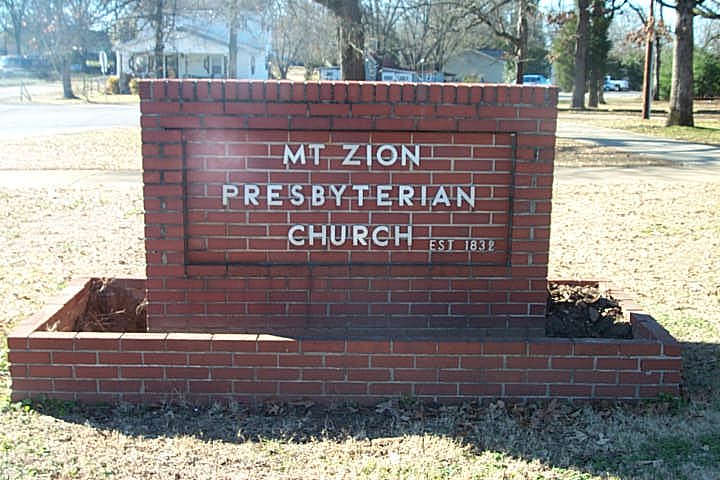 MT ZION
PRESBYTERIAN
CHURCH EST 1832